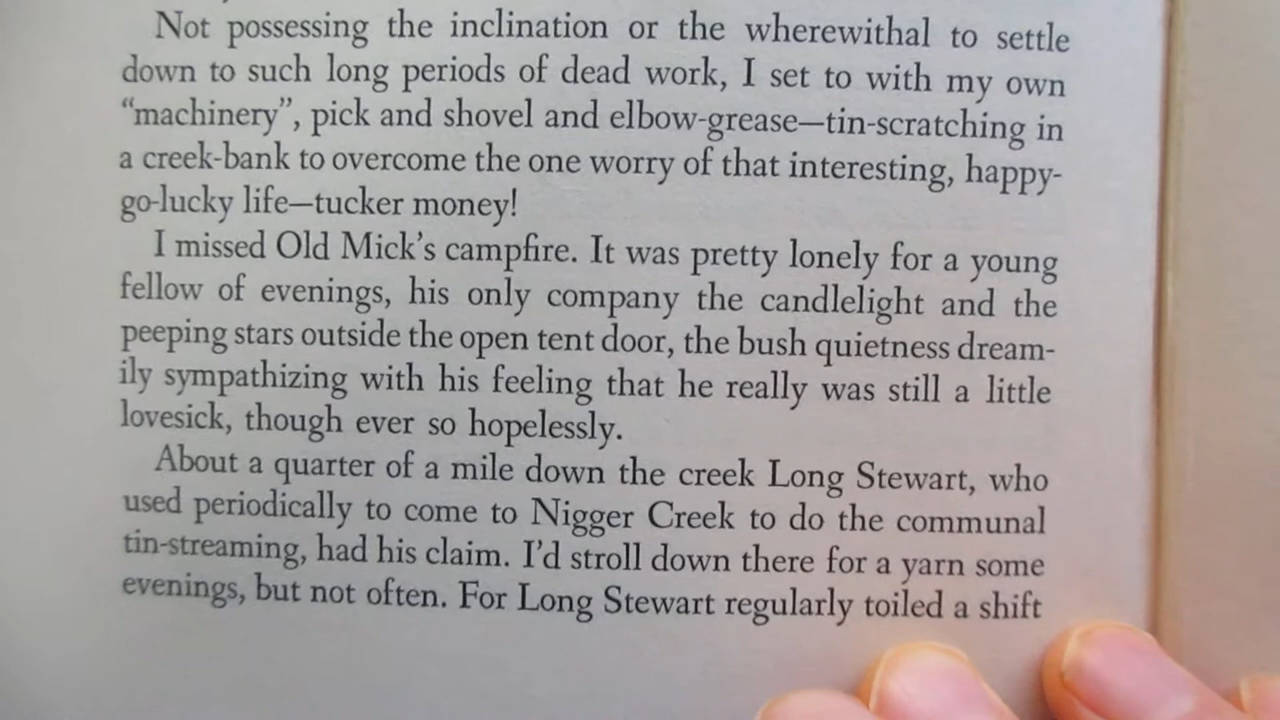 Not possessing the inclination or the wherewithal to settle
down to such long periods of dead work, I set to with my own
“machinery”, pick and shovel and elbow-grease—tin-scratching in
a creek-bank to overcome the one worry of that interesting, happy-
go-lucky life—tucker money!
I missed Old Mick’s campfire. It was pretty lonely for a young
fellow of evenings, his only company the candlelight and the
peeping stars outside the open tent door, the bush quietness dream-
ily sympathizing with his feeling that he really was still a little
lovesick, though ever so hopelessly.
About a quarter of a mile down the creek Long Stewart, who
used periodically to come to Nigger Creek to do the communal
tin-streaming, had his claim. I’d stroll down there for a yarn some
evenings, but not often. For Long Stewart regularly toiled a shift